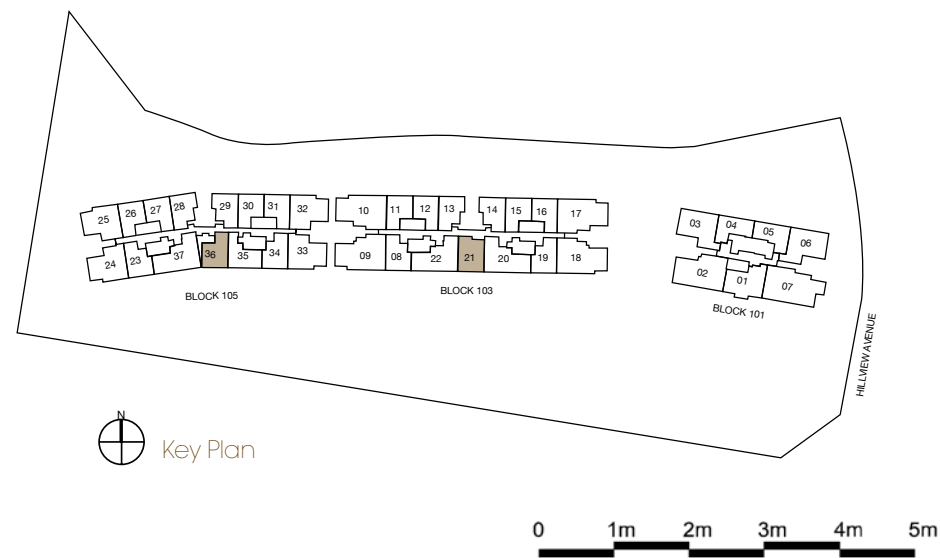 29 30 31 32
25 26 27 28
10 11 12 13 14 15 16 17
03 04 05 06
24 23 37 36 35 34 33
09 08 22 21 20 19 18
02 01 07
BLOCK 105
BLOCK 103
BLOCK 101
HILLVIEW AVENUE
N
Key Plan
0 1m 2m 3m 4m 5m